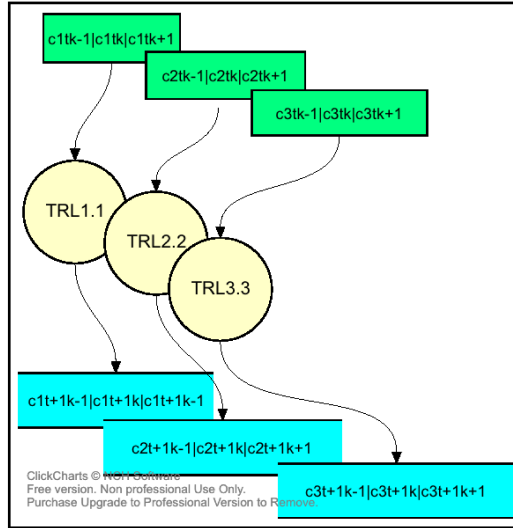 c1tk-1|c1tk|c1tk+1
c2tk-1|c2tk|c2tk+1
c3tk-1|c3tk|c3tk+1
TRL1.1
TRL2.2
TRL3.3
c1t+1k-1|c1t+1k|c1t+1k-1
c2t+1k-1|c2t+1k|c2t+1k+1
c3t+1k-1|c3t+1k|c3t+1k+1
ClickCharts © NCH Software
Free version. Non professional Use Only.
Purchase Upgrade to Professional Version to Remove.